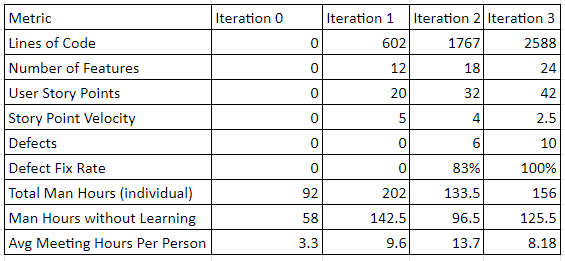 Metric Iteration 0 Iteration 1 Iteration 2 Iteration 3
Lines of Code 0 602 1767 2588
Number of Features 0 12 18 24
User Story Points 0 20 32 42
Story Point Velocity 0 5 4 2.5
Defects 0 0 6 10
Defect Fix Rate 0 0 83% 100%
Total Man Hours (individual) 92 202 133.5 156
Man Hours without Learning 58 142.5 96.5 125.5
Avg Meeting Hours Per Person 3.3 9.6 13.7 8.18